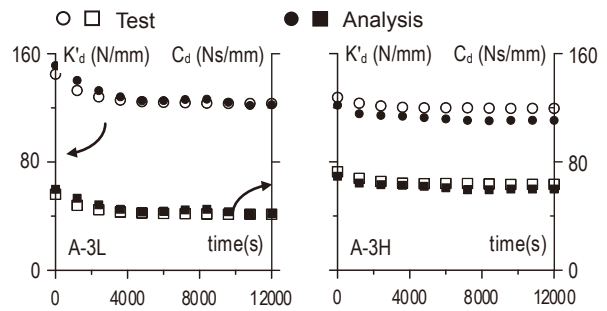 Test Analysis
160 K'd (N/mm) Cd (Ns/mm) K'd (N/mm) Cd (Ns/mm) 160
80 80
A-3L time(s) A-3H time(s)
0 0
0 4000 8000 12000 0 4000 8000 12000